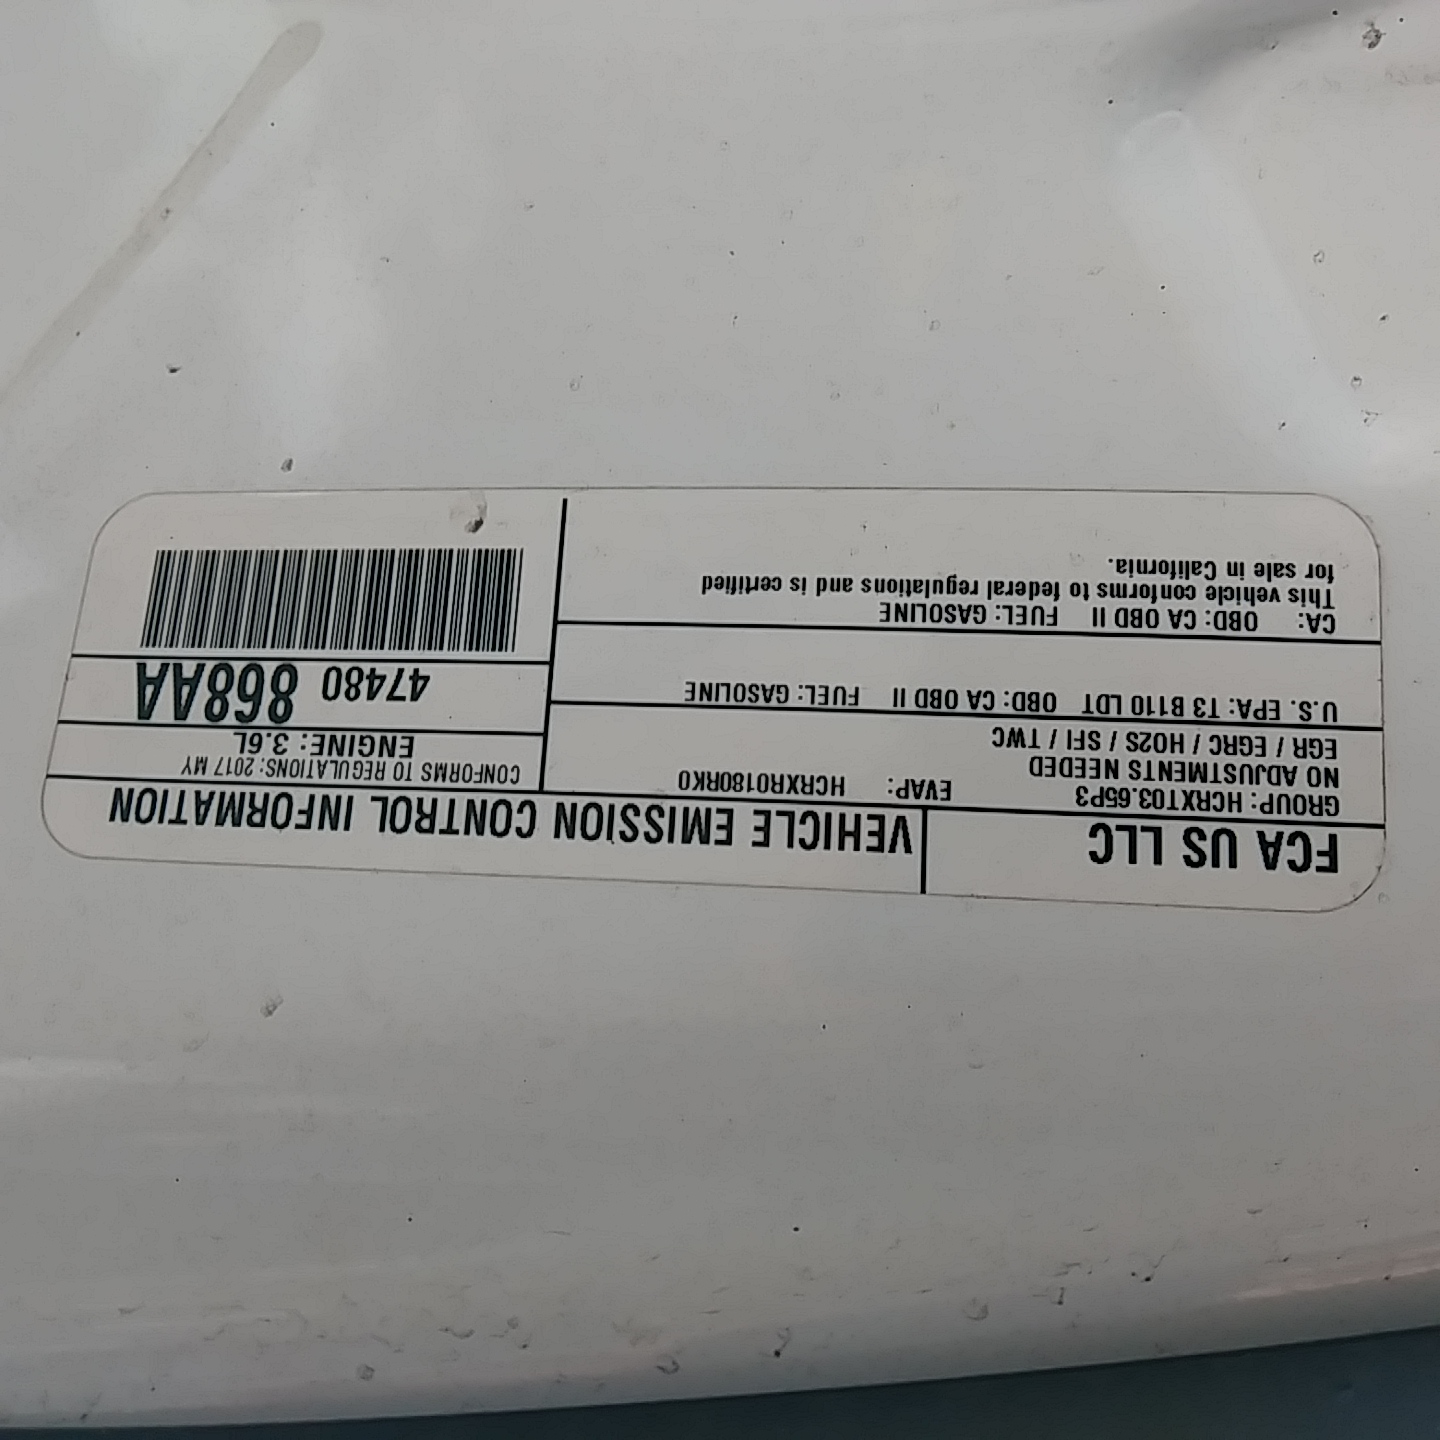 FCA US LLC
VEHICLE EMISSION CONTROL INFORMATION
GROUP: HCRXT03.65P3 EVAP: HCRXR0180RK0
NO ADJUSTMENTS NEEDED
EGR / EGRC / HO2S / SFI / TWC
CONFORMS TO REGULATIONS: 2017 MY
ENGINE: 3.6L
U.S. EPA: T3 B110 LDT OBD: CA OBD II FUEL: GASOLINE
47480 868AA
CA: OBD: CA OBD II FUEL: GASOLINE
This vehicle conforms to federal regulations and is certified
for sale in California.